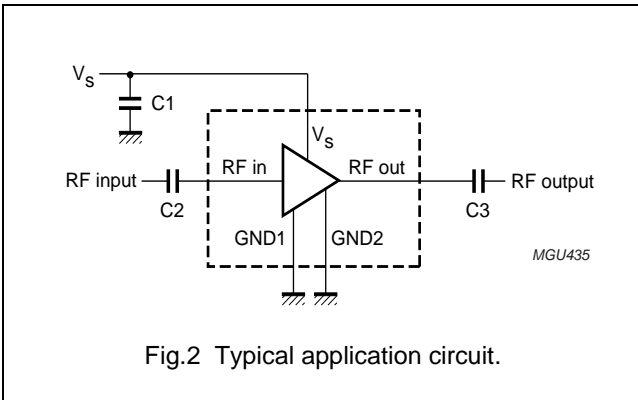 Vs
C1
Vs
RF in
RF out
RF input
RF output
C2
C3
GND1
GND2
MGU435
Fig.2 Typical application circuit.